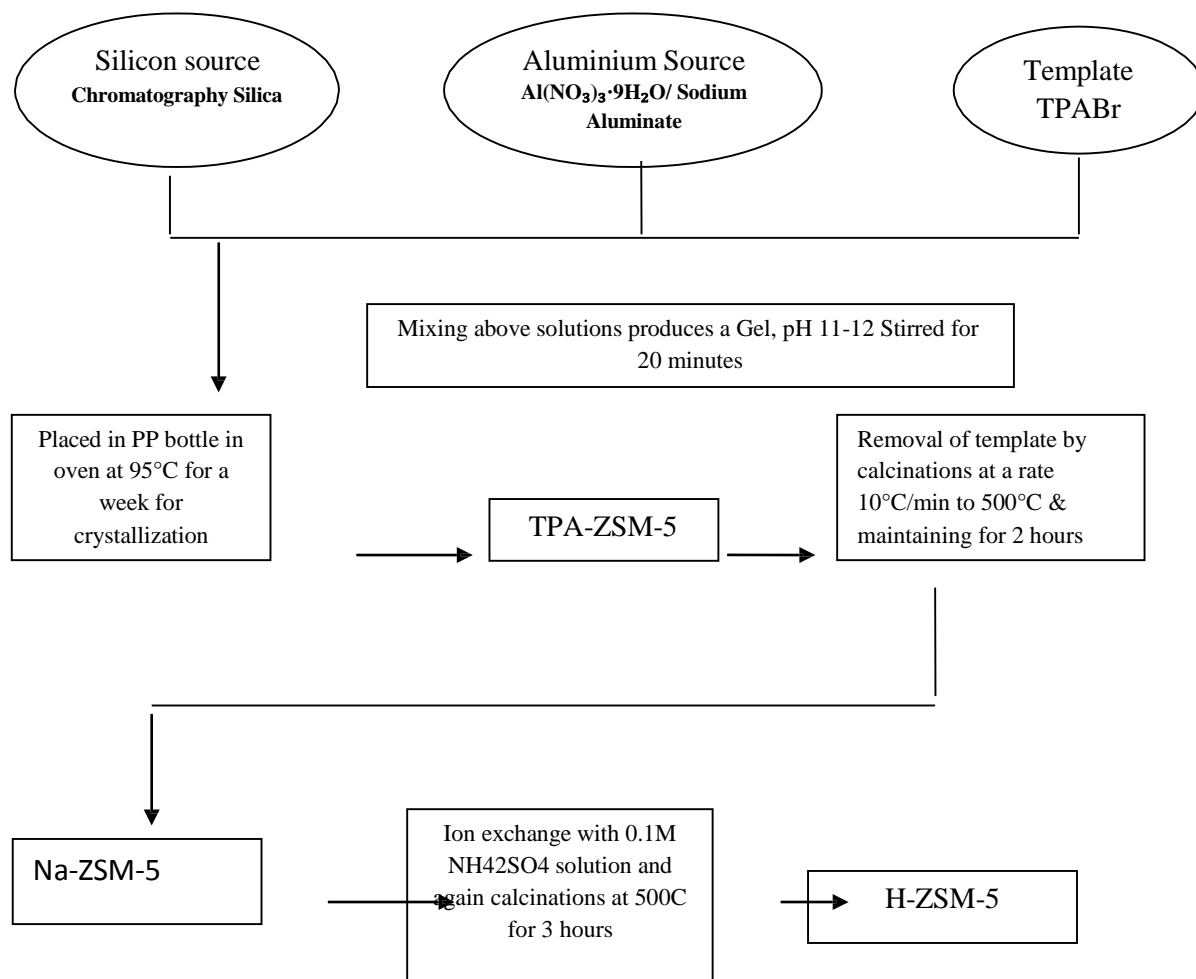 Silicon source
Chromatography Silica
Aluminium Source
Al(NO₃)₃·9H₂O/ Sodium
Aluminate
Template
TPABr
Mixing above solutions produces a Gel, pH 11-12 Stirred for
20 minutes
Placed in PP bottle in
oven at 95°C for a
week for
crystallization
TPA-ZSM-5
Removal of template by
calcinations at a rate
10°C/min to 500°C &
maintaining for 2 hours
Na-ZSM-5
Ion exchange with 0.1M
NH42SO4 solution and
again calcinations at 500C
for 3 hours
H-ZSM-5